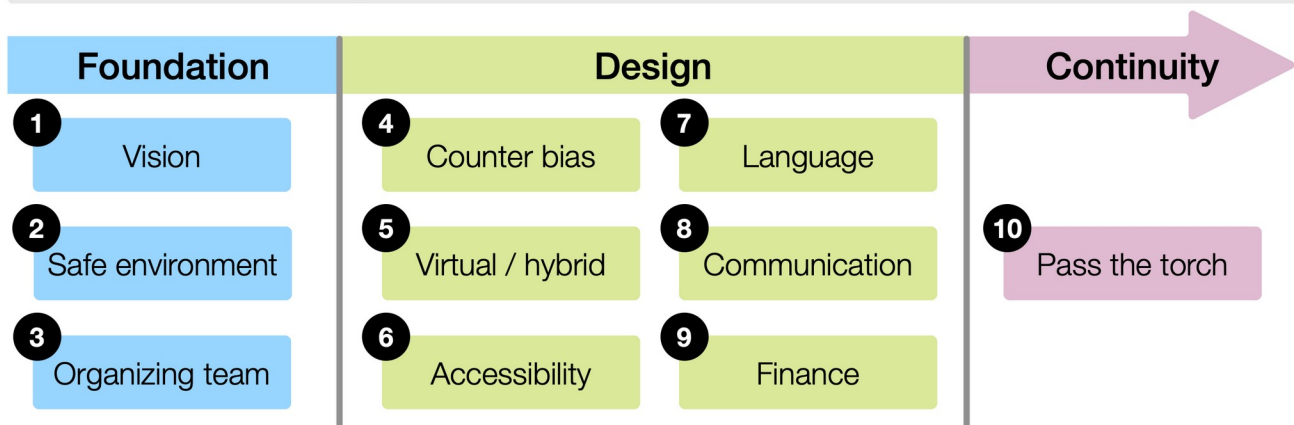 Foundation
Design
Continuity
1
Vision
2
Safe environment
3
Organizing team
4
Counter bias
5
Virtual / hybrid
6
Accessibility
7
Language
8
Communication
9
Finance
10
Pass the torch